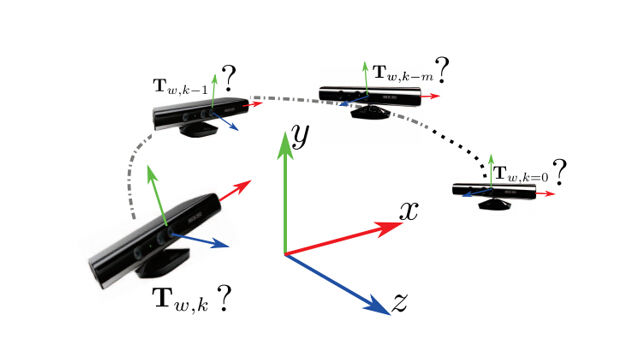 T_{w,k-1} ?
T_{w,k-m} ?
T_{w,k=0} ?
T_{w,k} ?
y
x
z